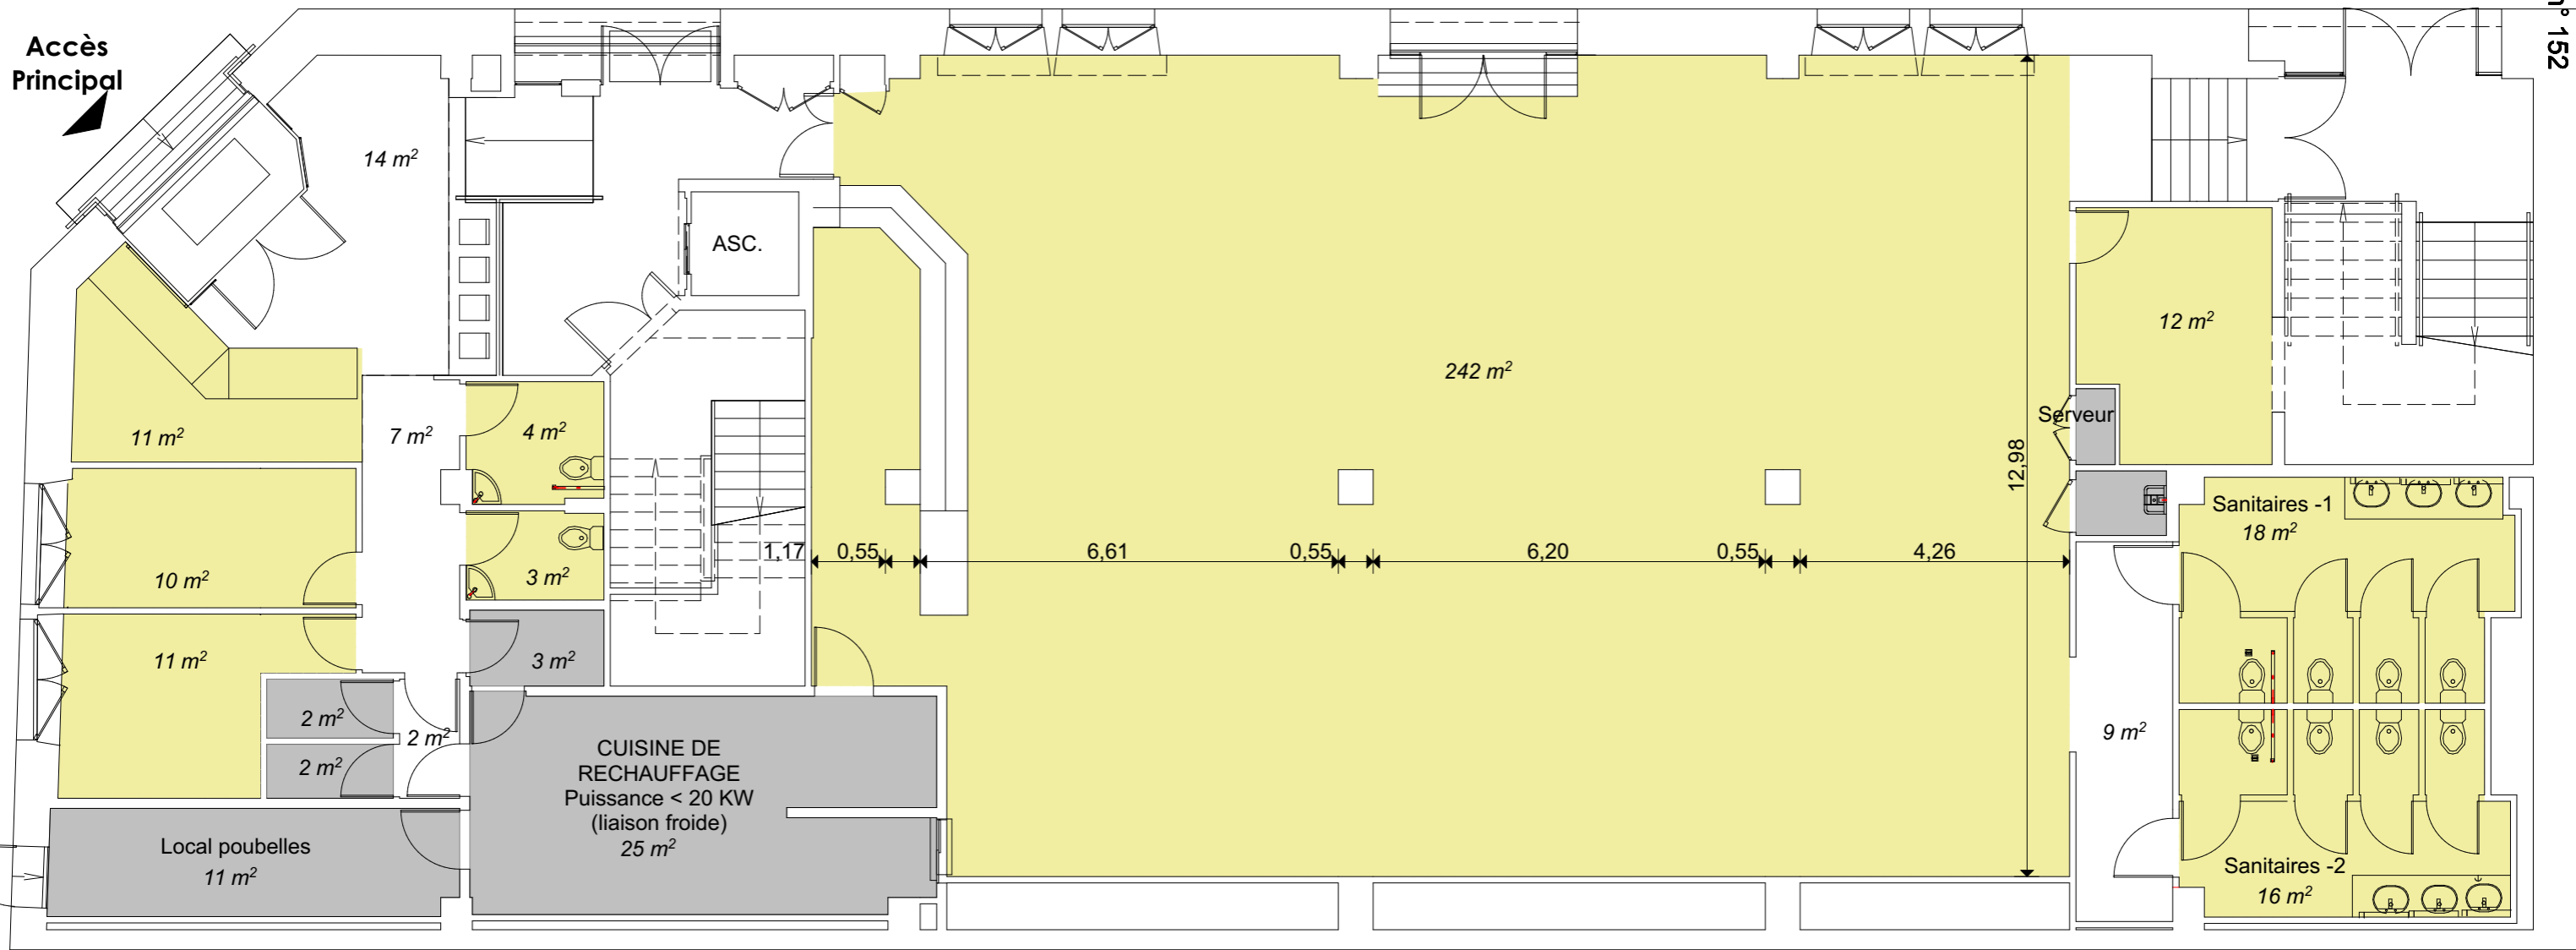 Accès
Principal
n° 152
14 m²
ASC.
12 m²
242 m²
Serveur
11 m²
7 m²
4 m²
12,98
Sanitaires -1
18 m²
1,17
0,55
6,61
0,55
6,20
0,55
4,26
10 m²
3 m²
11 m²
3 m²
2 m²
2 m²
2 m²
9 m²
CUISINE DE
RECHAUFFAGE
Puissance < 20 KW
(liaison froide)
25 m²
Local poubelles
11 m²
Sanitaires -2
16 m²